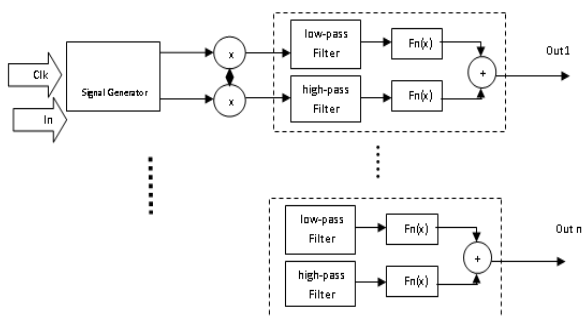 low-pass
Filter
Fn(x)
Out1
Clk
Signal Generator
x
+
In
x
high-pass
Filter
Fn(x)
low-pass
Filter
Fn(x)
Out n
+
high-pass
Filter
Fn(x)